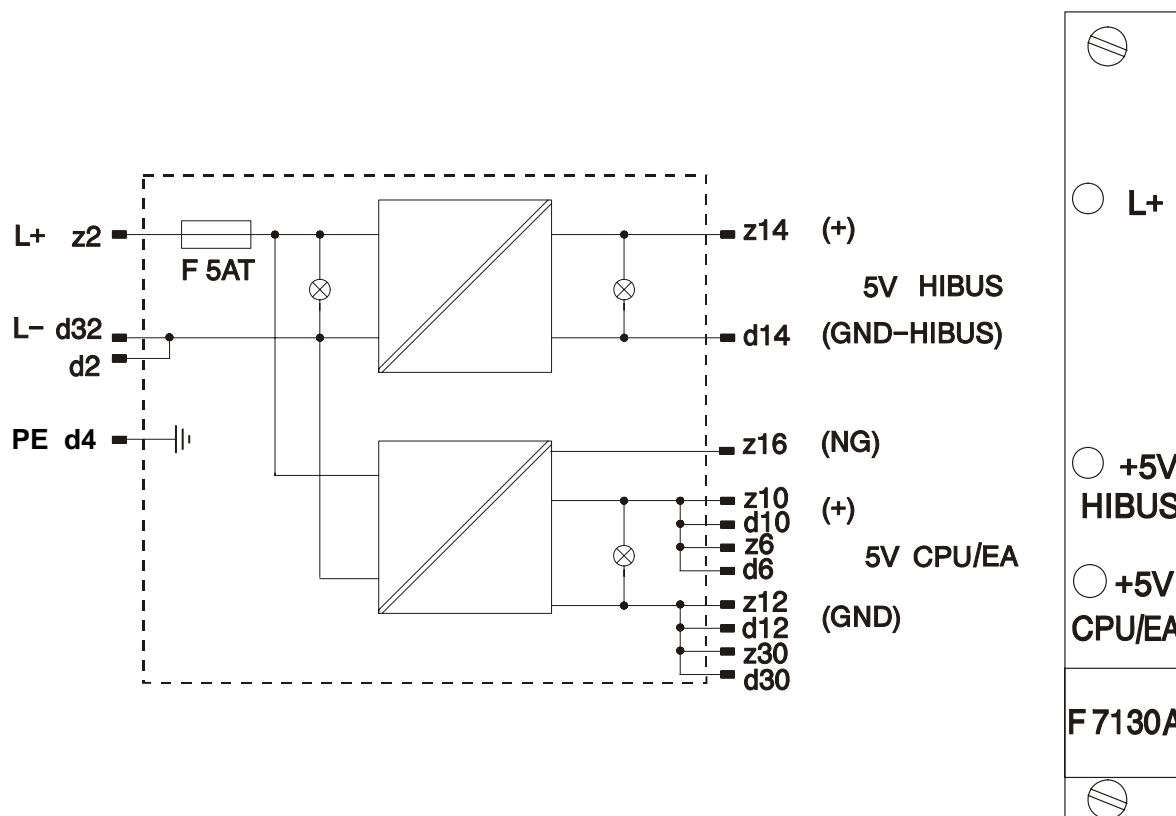 L+ z2
F 5AT
L- d32
d2
PE d4
z14 (+)
5V HIBUS
d14 (GND-HIBUS)
z16 (NG)
z10
d10 (+)
z6
5V CPU/EA
d6
z12
(GND)
d12
z30
d30
L+
+5V
HIBUS
+5V
CPU/EA
F 7130A